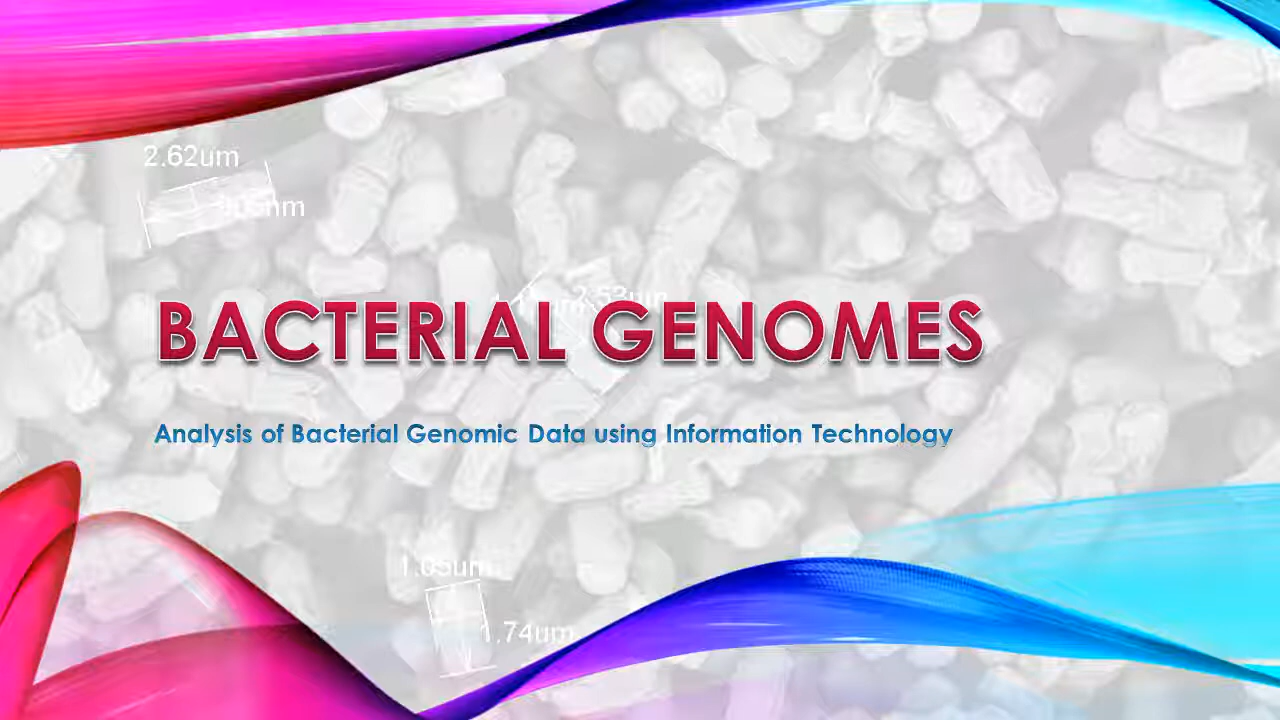 2.62um
BACTERIAL GENOMES
Analysis of Bacterial Genomic Data using Information Technology
1.05um
1.74um